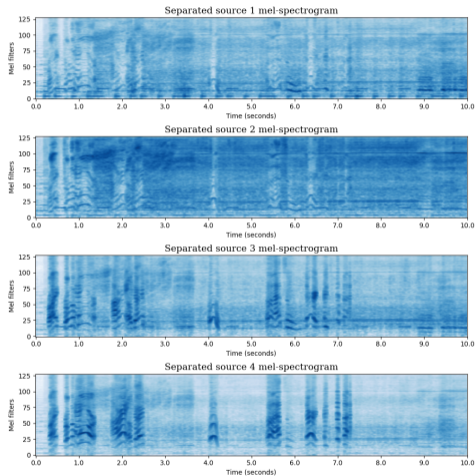 Separated source 1 mel-spectrogram
Mel filters
125
100
75
50
25
0
0.0 1.0 2.0 3.0 4.0 5.0 6.0 7.0 8.0 9.0 10.0
Time (seconds)
Separated source 2 mel-spectrogram
Mel filters
125
100
75
50
25
0
0.0 1.0 2.0 3.0 4.0 5.0 6.0 7.0 8.0 9.0 10.0
Time (seconds)
Separated source 3 mel-spectrogram
Mel filters
125
100
75
50
25
0
0.0 1.0 2.0 3.0 4.0 5.0 6.0 7.0 8.0 9.0 10.0
Time (seconds)
Separated source 4 mel-spectrogram
Mel filters
125
100
75
50
25
0
0.0 1.0 2.0 3.0 4.0 5.0 6.0 7.0 8.0 9.0 10.0
Time (seconds)